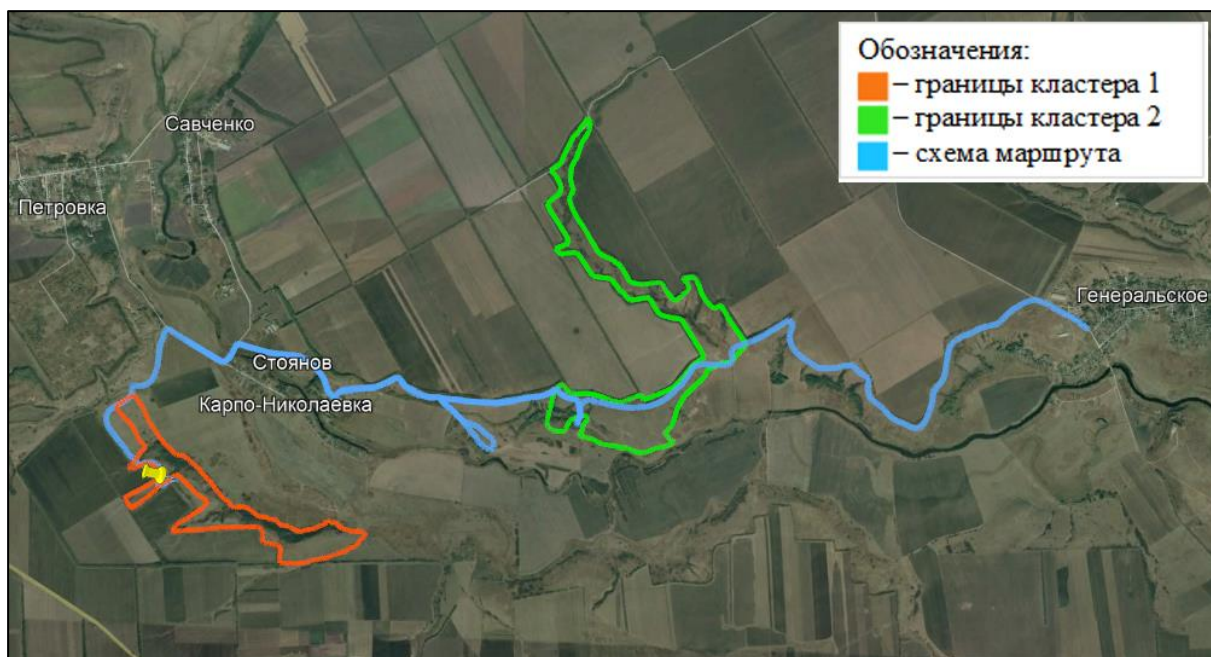 Обозначения:
– границы кластера 1
– границы кластера 2
– схема маршрута
Савченко
Петровка
Генеральское
Стоянов
Карпо-Николаевка